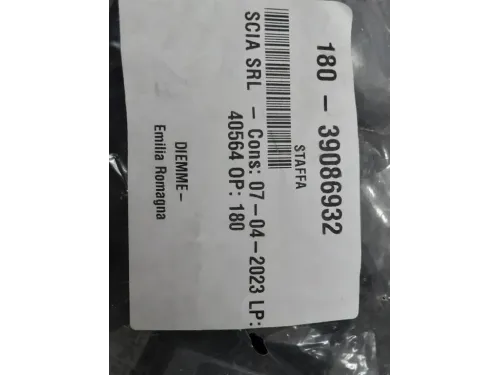 180 - 39086932
STAFFA
SCIA SRL - Cons: 07-04-2023 LP:
40564 OP: 180
DIEMME-
Emilia Romagna